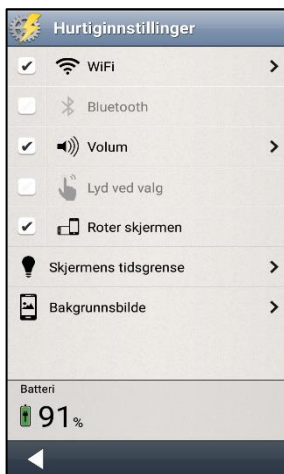 Hurtiginnstillinger
WiFi
Bluetooth
Volum
Lyd ved valg
Roter skjermen
Skjermens tidsgrense
Bakgrunnsbilde
Batteri
91%